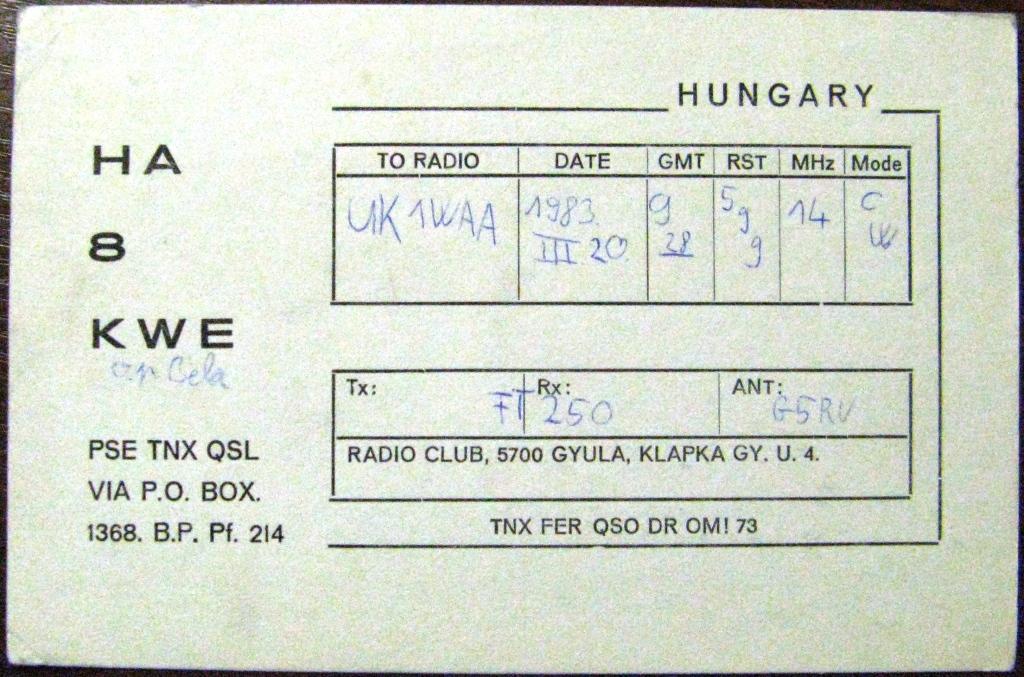 HUNGARY
HA
8
KWE
op Bela
PSE TNX QSL
VIA P.O. BOX.
1368. B.P. Pf. 214
TO RADIO DATE GMT RST MHz Mode
UK1WAA 1983. 9 5 14 C
III 20. 28 9 W
9
Tx: Rx: ANT:
FT 250 G5RV
RADIO CLUB, 5700 GYULA, KLAPKA GY. U. 4.
TNX FER QSO DR OM! 73